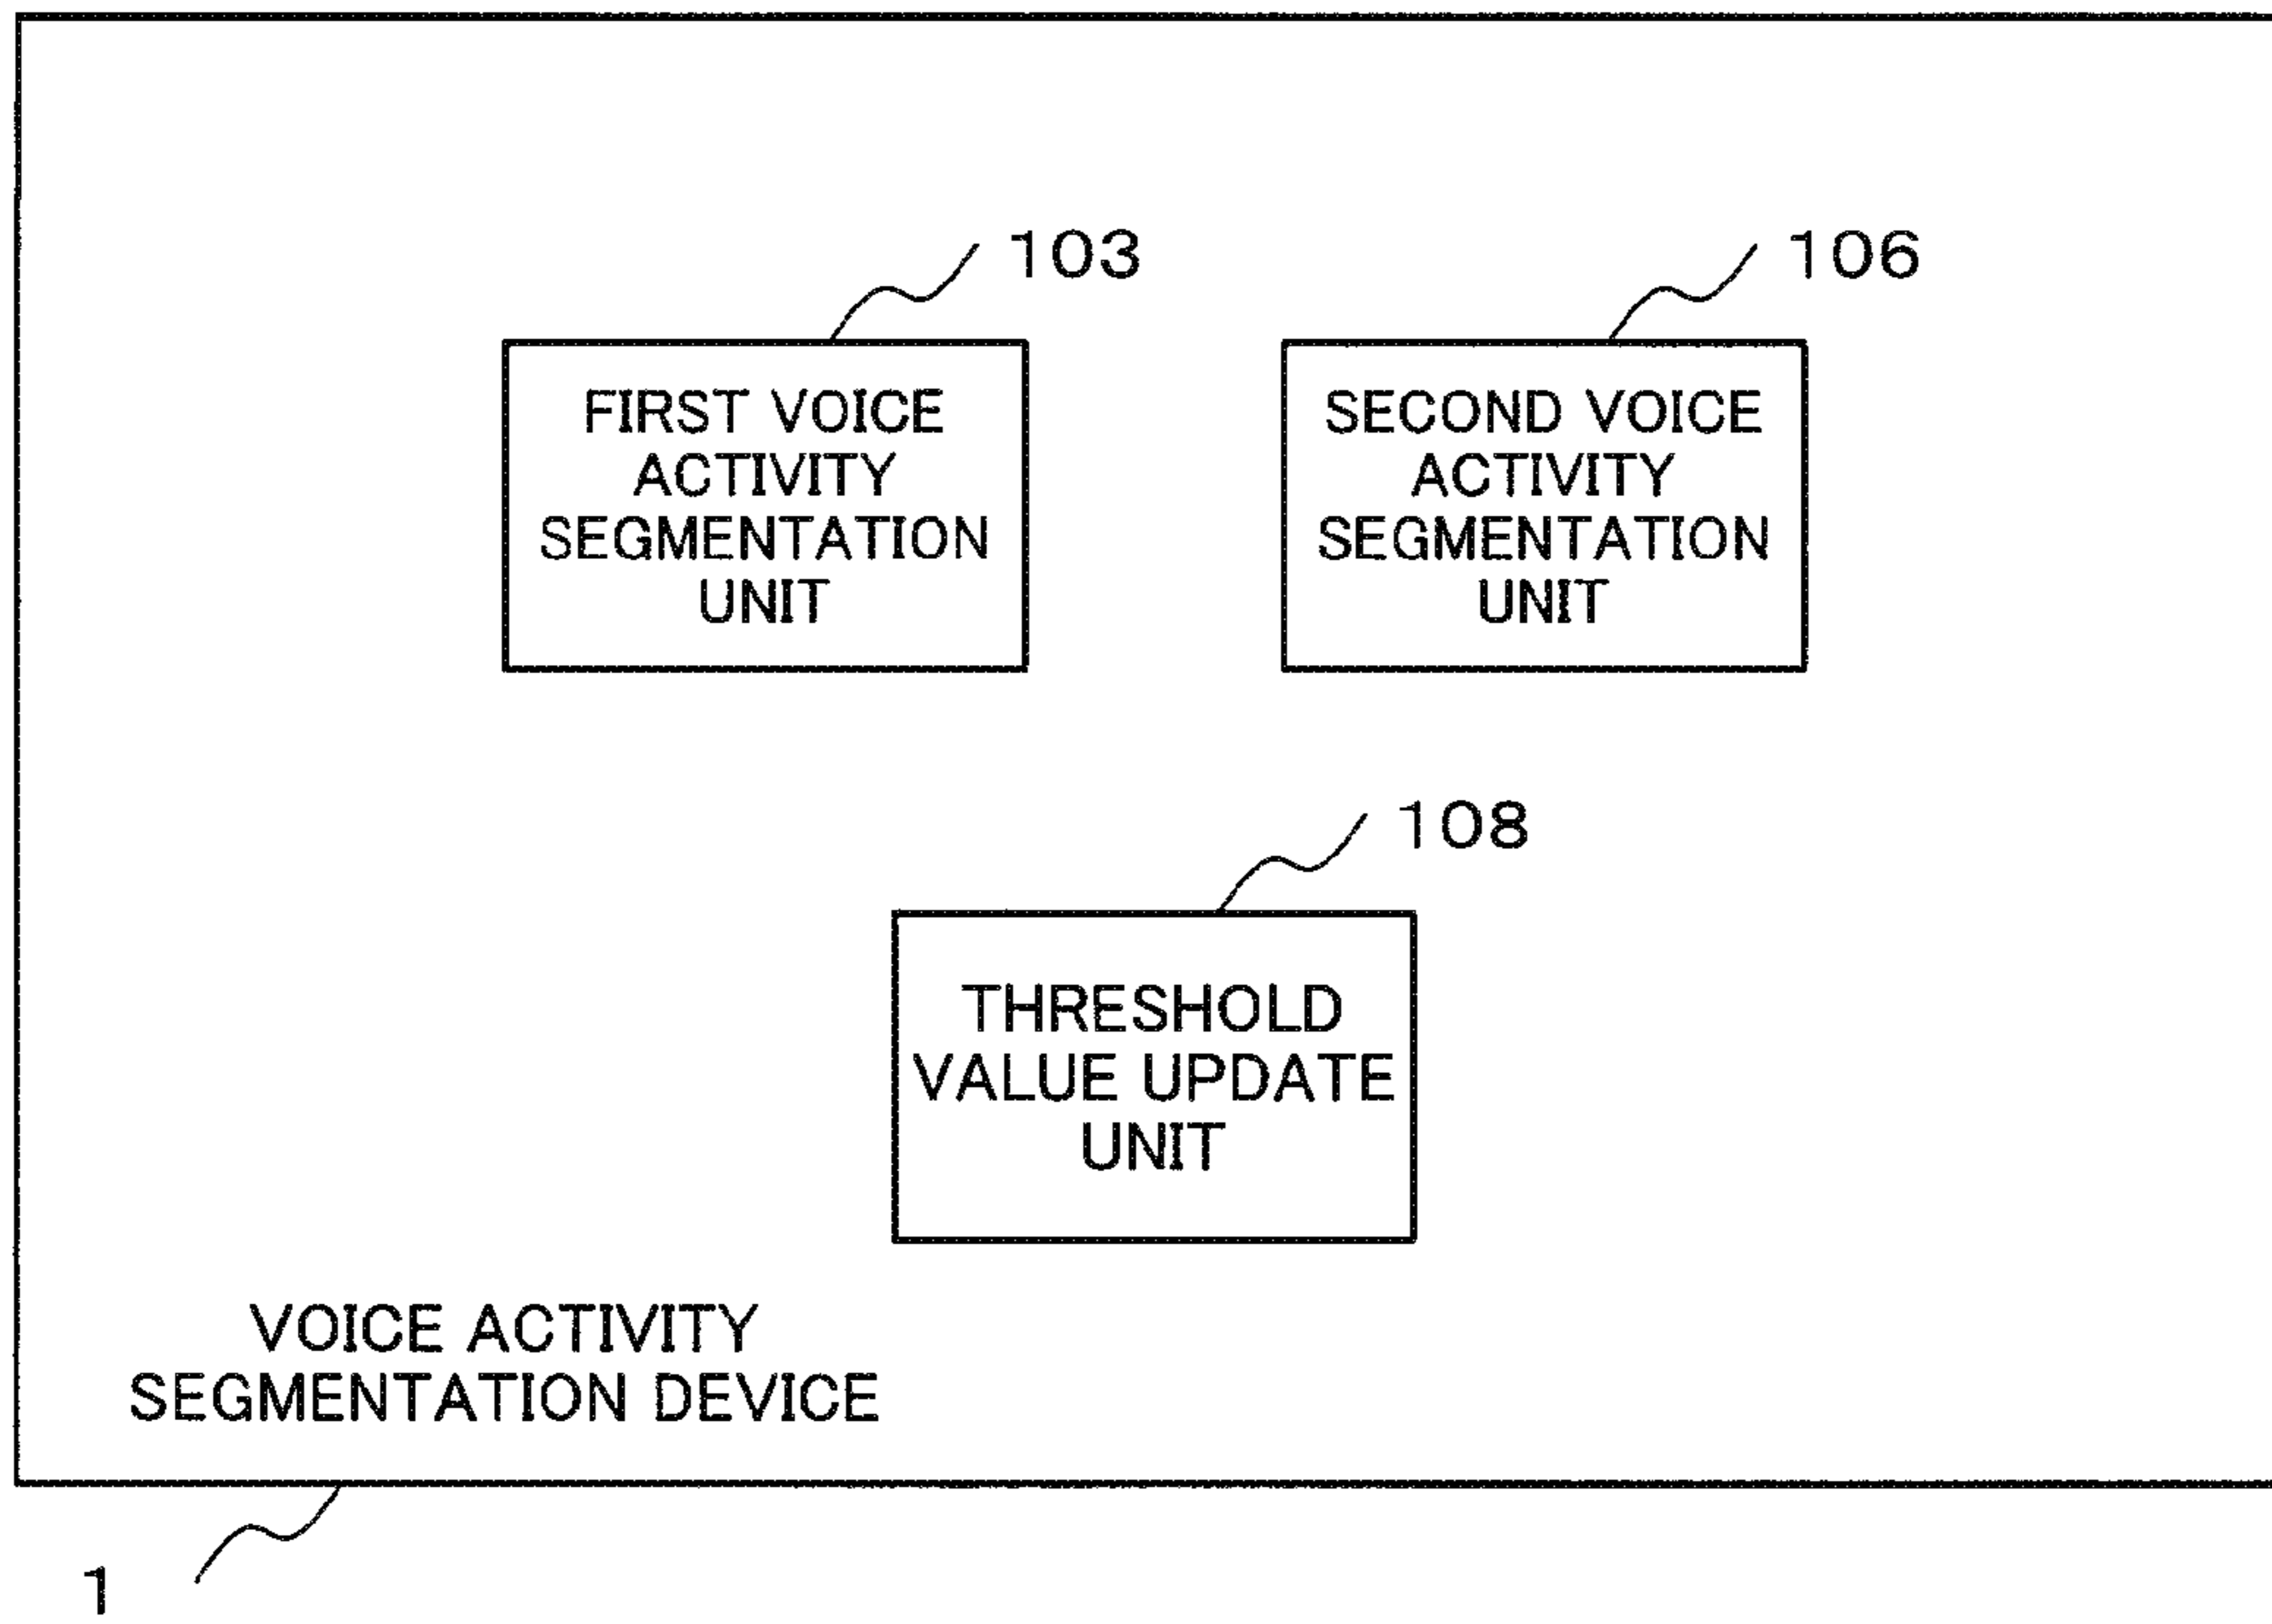 103
106
FIRST VOICE
ACTIVITY
SEGMENTATION
UNIT
SECOND VOICE
ACTIVITY
SEGMENTATION
UNIT
108
THRESHOLD
VALUE UPDATE
UNIT
VOICE ACTIVITY
SEGMENTATION DEVICE
1